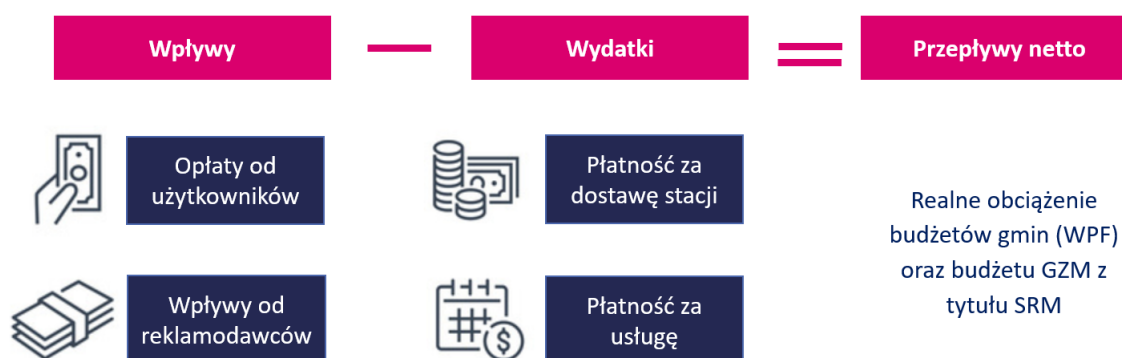 Wpływy
Wydatki
Przepływy netto
Opłaty od
użytkowników
Płatność za
dostawę stacji
Wpływy od
reklamodawców
Płatność za
usługę
Realne obciążenie
budżetów gmin (WPF)
oraz budżetu GZM z
tytułu SRM